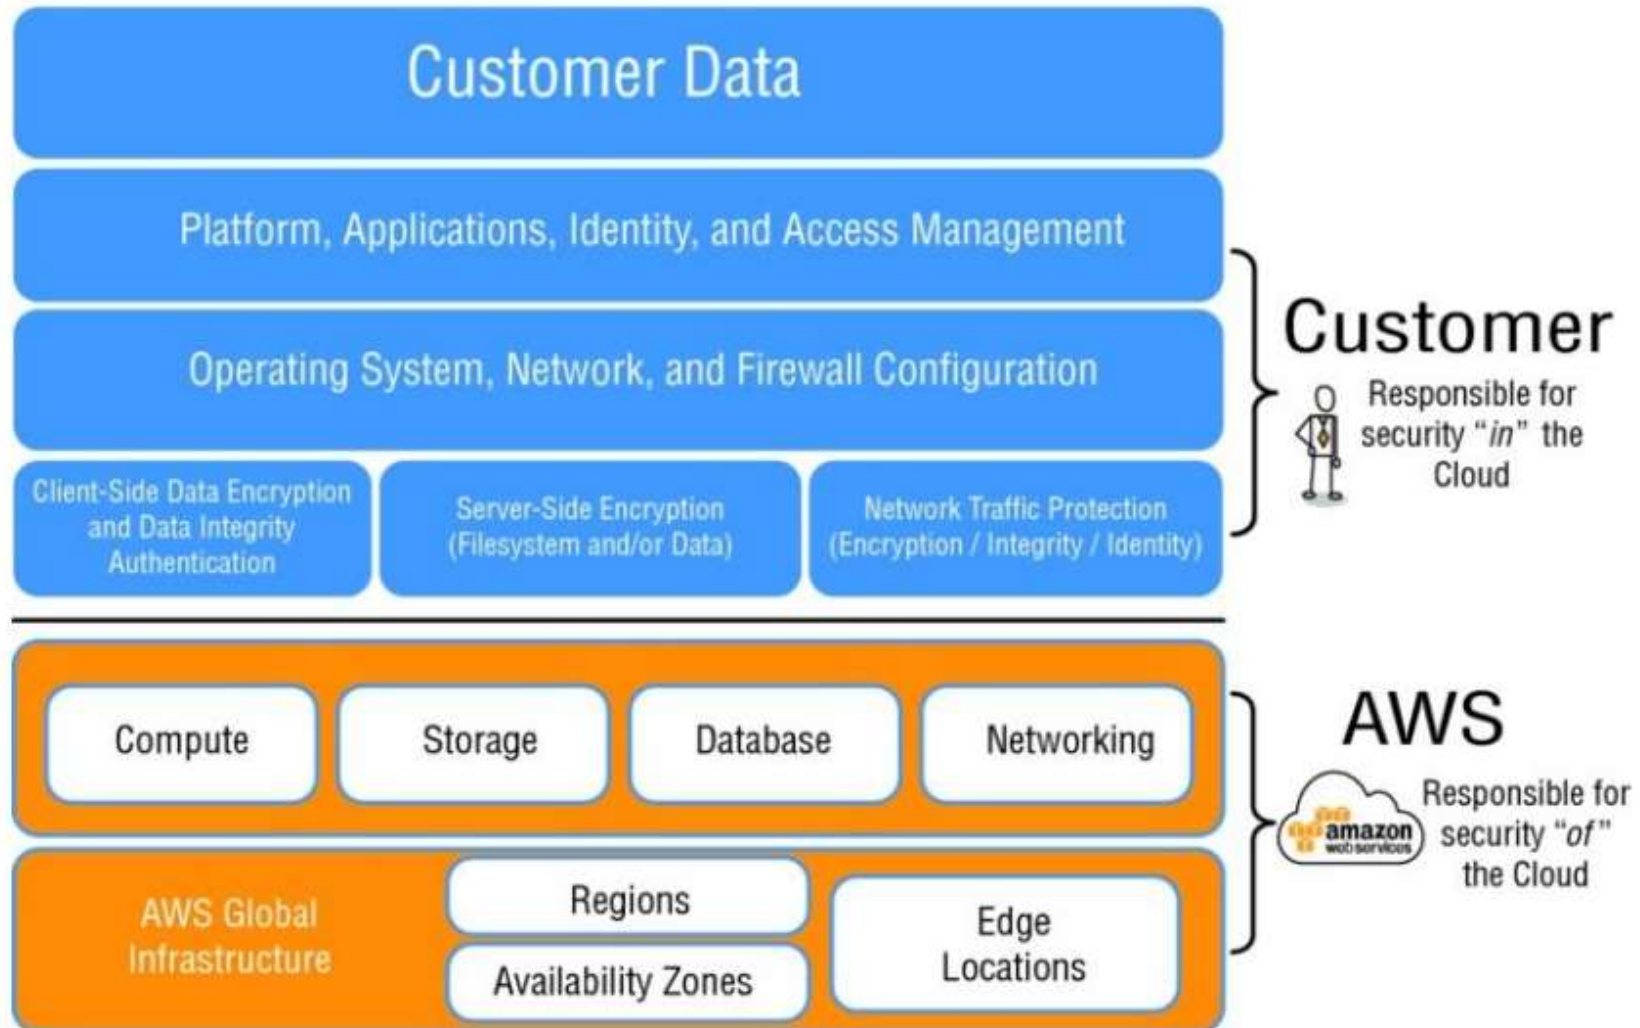 Customer Data
Platform, Applications, Identity, and Access Management
Operating System, Network, and Firewall Configuration
Client-Side Data Encryption
and Data Integrity
Authentication
Server-Side Encryption
(Filesystem and/or Data)
Network Traffic Protection
(Encryption / Integrity / Identity)
Customer
Responsible for
security “in” the
Cloud
Compute
Storage
Database
Networking
AWS Global
Infrastructure
Regions
Availability Zones
Edge
Locations
AWS
amazon
webservices
Responsible for
security “of”
the Cloud